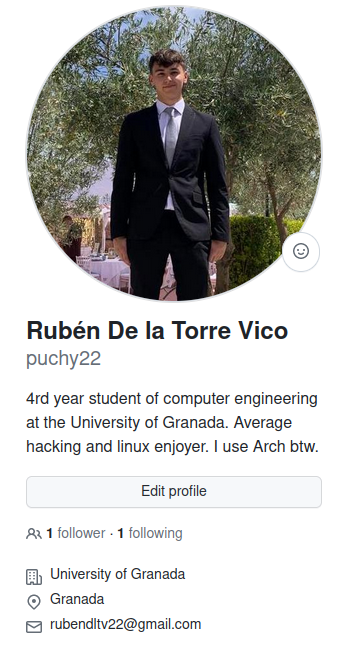 Rubén De la Torre Vico
puchy22
4rd year student of computer engineering
at the University of Granada. Average
hacking and linux enjoyer. I use Arch btw.
Edit profile
1 follower · 1 following
University of Granada
Granada
rubendltv22@gmail.com